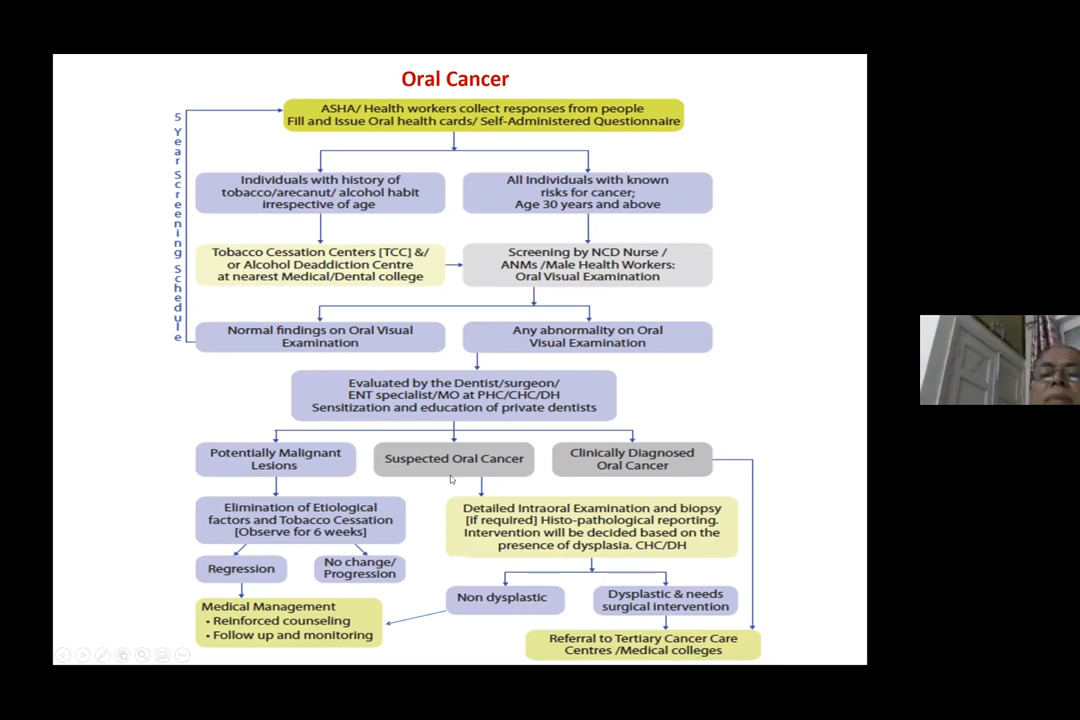 Oral Cancer
ASHA/ Health workers collect responses from people
Fill and Issue Oral health cards/ Self-Administered Questionnaire
5 Year Screening Schedule
Individuals with history of
tobacco/arecanut/ alcohol habit
irrespective of age
All Individuals with known
risks for cancer;
Age 30 years and above
Tobacco Cessation Centers [TCC] &/
or Alcohol Deaddiction Centre
at nearest Medical/Dental college
Screening by NCD Nurse /
ANMs /Male Health Workers:
Oral Visual Examination
Normal findings on Oral Visual
Examination
Any abnormality on Oral
Visual Examination
Evaluated by the Dentist/surgeon/
ENT specialist/MO at PHC/CHC/DH
Sensitization and education of private dentists
Potentially Malignant
Lesions
Suspected Oral Cancer
Clinically Diagnosed
Oral Cancer
Elimination of Etiological
factors and Tobacco Cessation
[Observe for 6 weeks]
Detailed Intraoral Examination and biopsy
[if required] Histo-pathological reporting.
Intervention will be decided based on the
presence of dysplasia. CHC/DH
Regression
No change/
Progression
Non dysplastic
Dysplastic & needs
surgical intervention
Medical Management
• Reinforced counseling
• Follow up and monitoring
Referral to Tertiary Cancer Care
Centres /Medical colleges